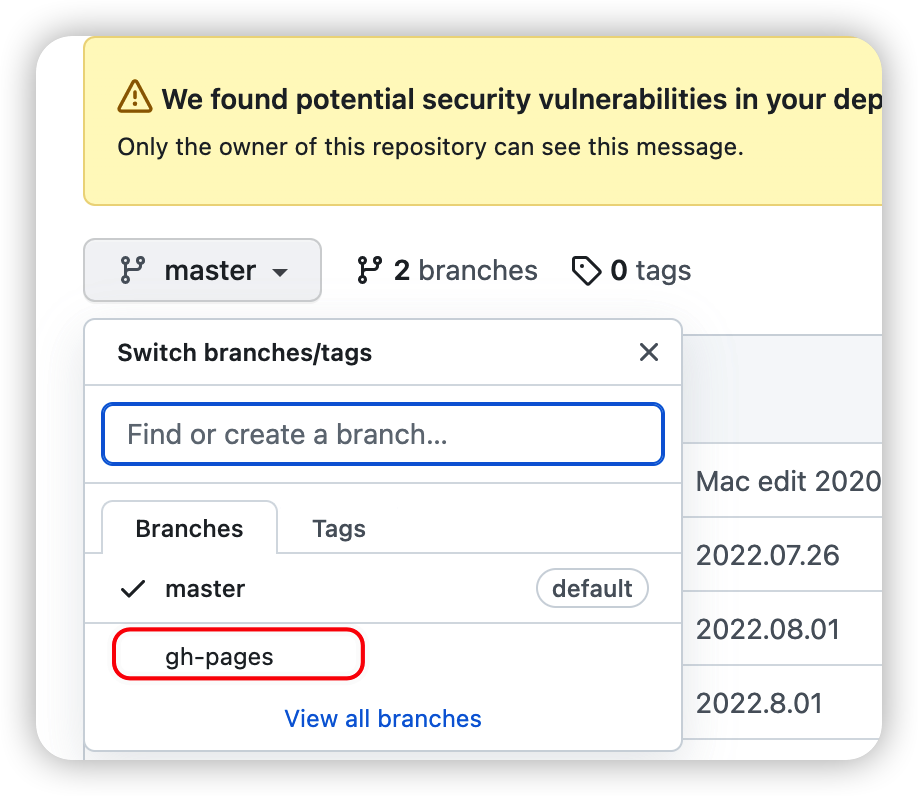 We found potential security vulnerabilities in your dep
Only the owner of this repository can see this message.
master
2 branches
0 tags
Switch branches/tags
Find or create a branch...
Branches
Tags
master
default
gh-pages
View all branches
Mac edit 2020
2022.07.26
2022.08.01
2022.8.01